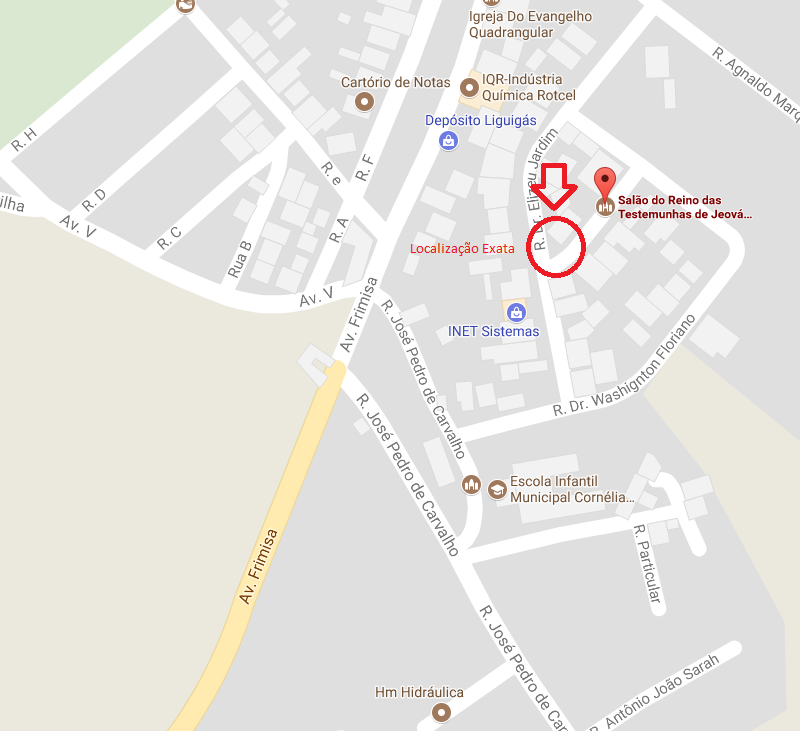 Igreja Do Evangelho
Quadrangular
R. Agnaldo Marq
Cartório de Notas
IQR-Indústria
Química Rotcel
Depósito Liguigás
R. H
R. e
R. F
R. Dr. Elizeu Jardim
Salão do Reino das
Testemunhas de Jeová...
ilha
R. D
Av. V
R. C
R. A
Rua B
Localização Exata
Av. V
Av. Frimisa
INET Sistemas
R. José Pedro de Carvalho
R. Dr. Washignton Floriano
R. José Pedro de Carvalho
Escola Infantil
Municipal Cornélia...
Av. Frimisa
R. Particular
R. José Pedro de Car
R. Antônio João Sarah
Hm Hidráulica